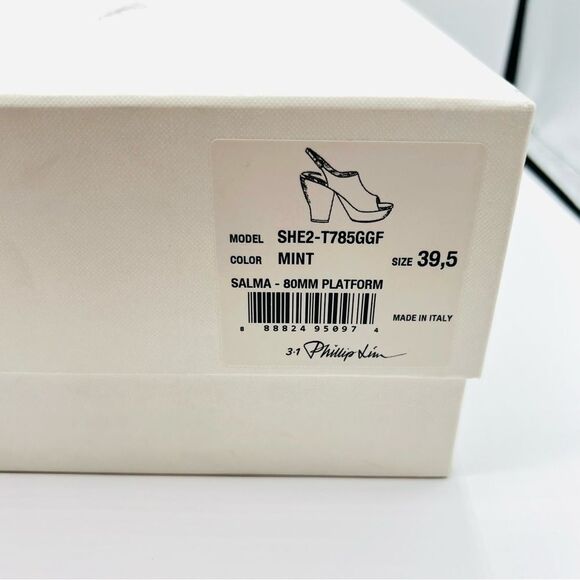 MODEL SHE2-T785GGF
COLOR MINT SIZE 39,5
SALMA - 80MM PLATFORM
8 88824 95097 4
MADE IN ITALY
3·1 Phillip Lim